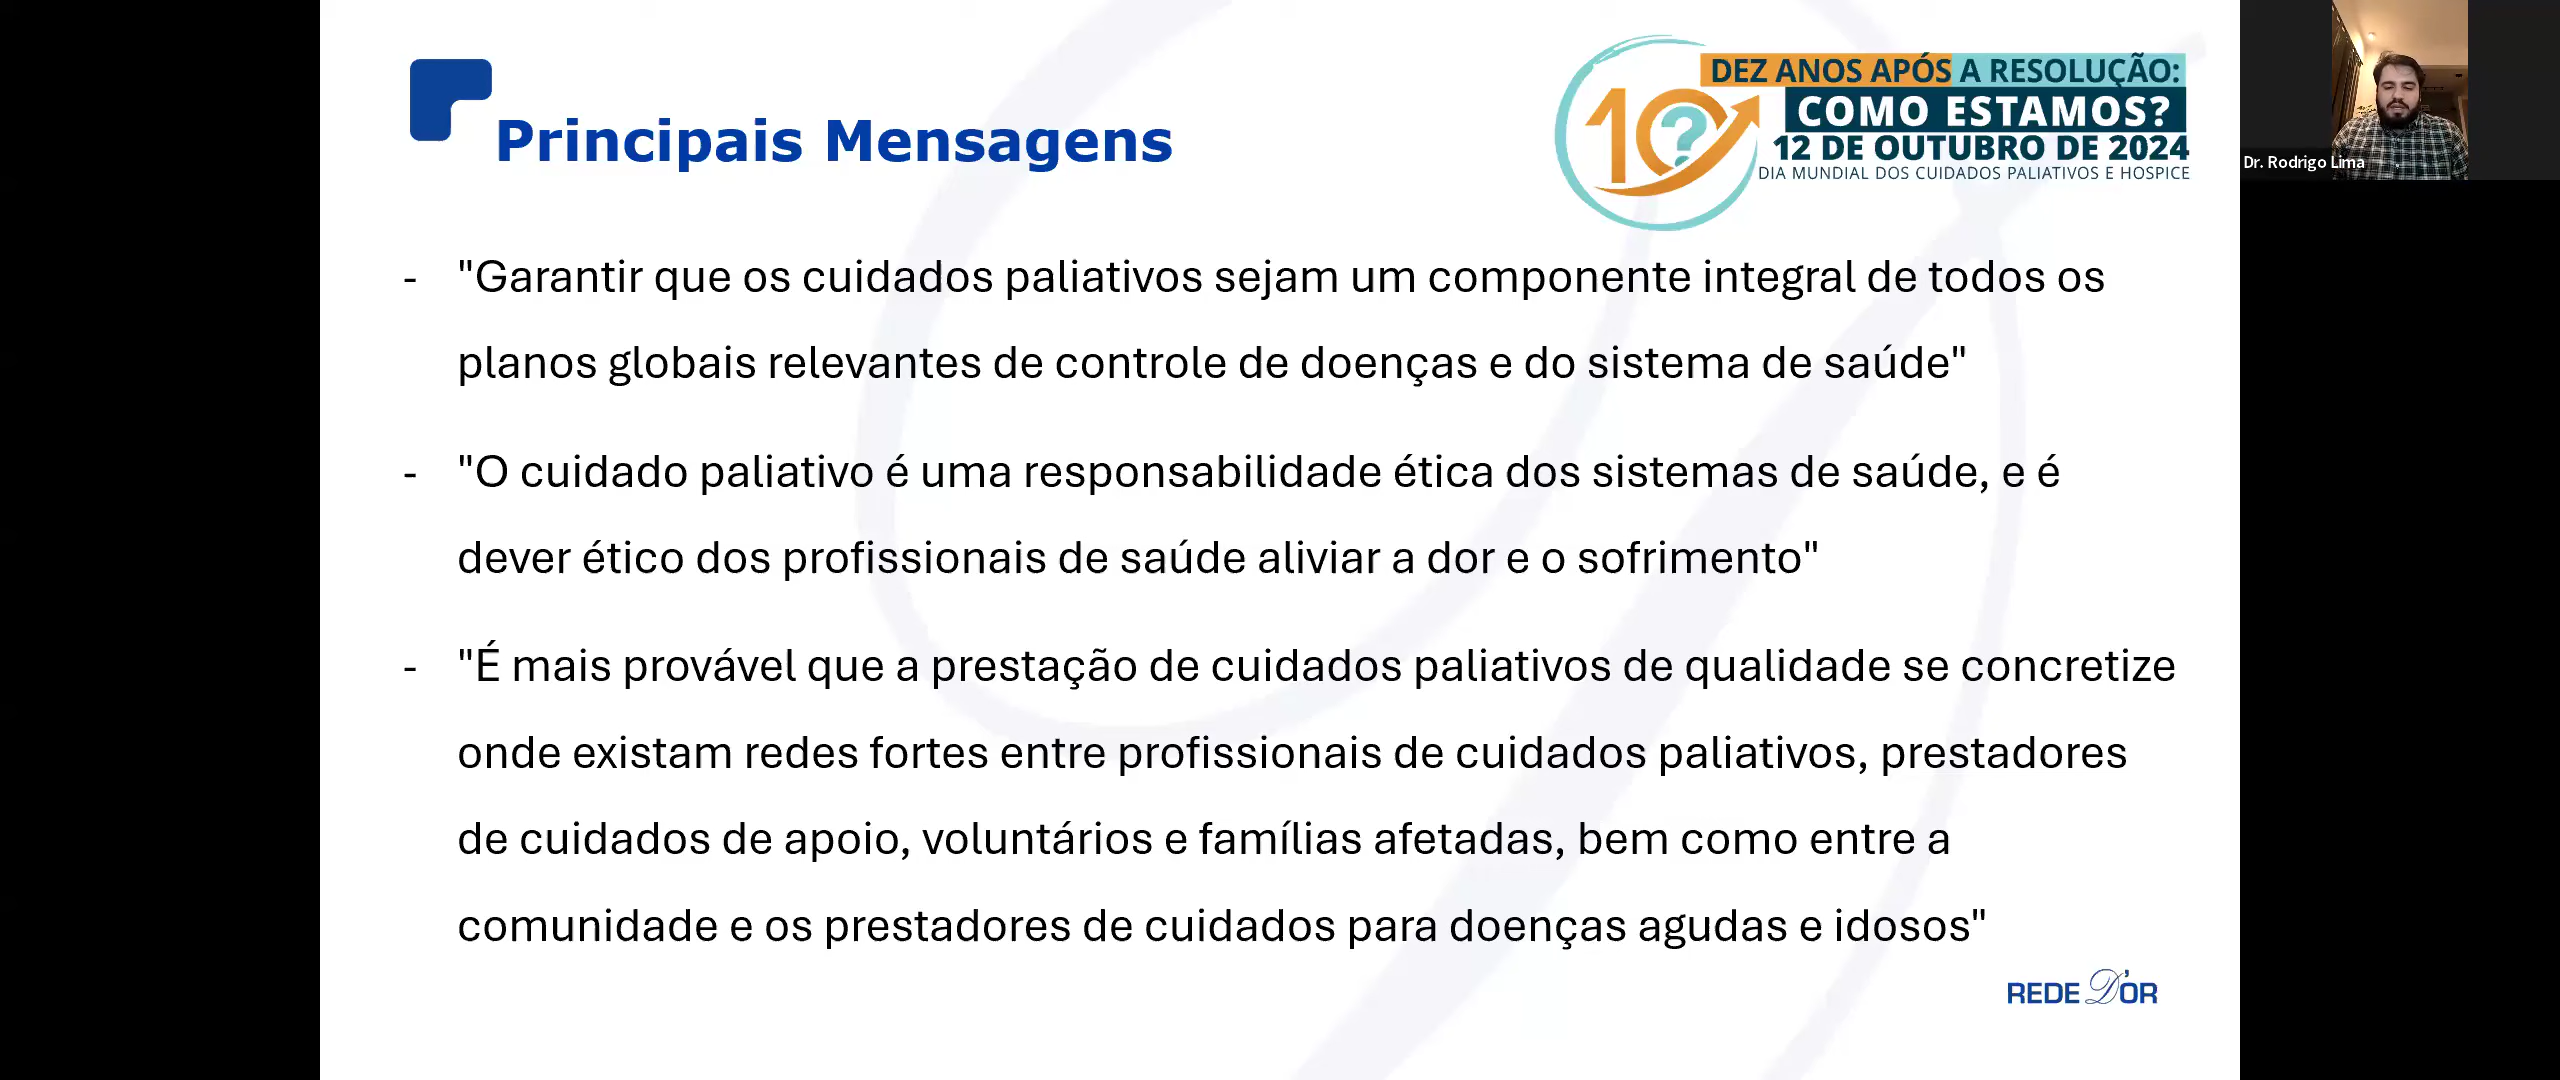 Principais Mensagens
10?
DEZ ANOS APÓS A RESOLUÇÃO:
COMO ESTAMOS?
12 DE OUTUBRO DE 2024
DIA MUNDIAL DOS CUIDADOS PALIATIVOS E HOSPICE
Dr. Rodrigo Lima
- "Garantir que os cuidados paliativos sejam um componente integral de todos os
planos globais relevantes de controle de doenças e do sistema de saúde"
- "O cuidado paliativo é uma responsabilidade ética dos sistemas de saúde, e é
dever ético dos profissionais de saúde aliviar a dor e o sofrimento"
- "É mais provável que a prestação de cuidados paliativos de qualidade se concretize
onde existam redes fortes entre profissionais de cuidados paliativos, prestadores
de cuidados de apoio, voluntários e famílias afetadas, bem como entre a
comunidade e os prestadores de cuidados para doenças agudas e idosos"
REDE D'OR